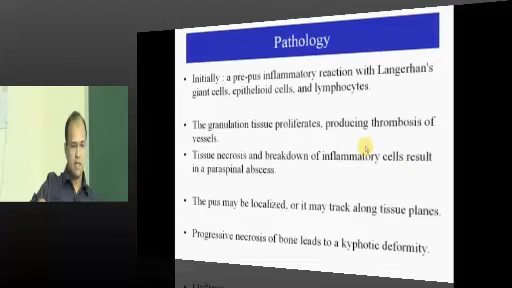 Pathology
• Initially : a pre-pus inflammatory reaction with Langerhan's
giant cells, epithelioid cells, and lymphocytes.
• The granulation tissue proliferates, producing thrombosis of
vessels.
• Tissue necrosis and breakdown of inflammatory cells result
in a paraspinal abscess.
• The pus may be localized, or it may track along tissue planes.
• Progressive necrosis of bone leads to a kyphotic deformity.